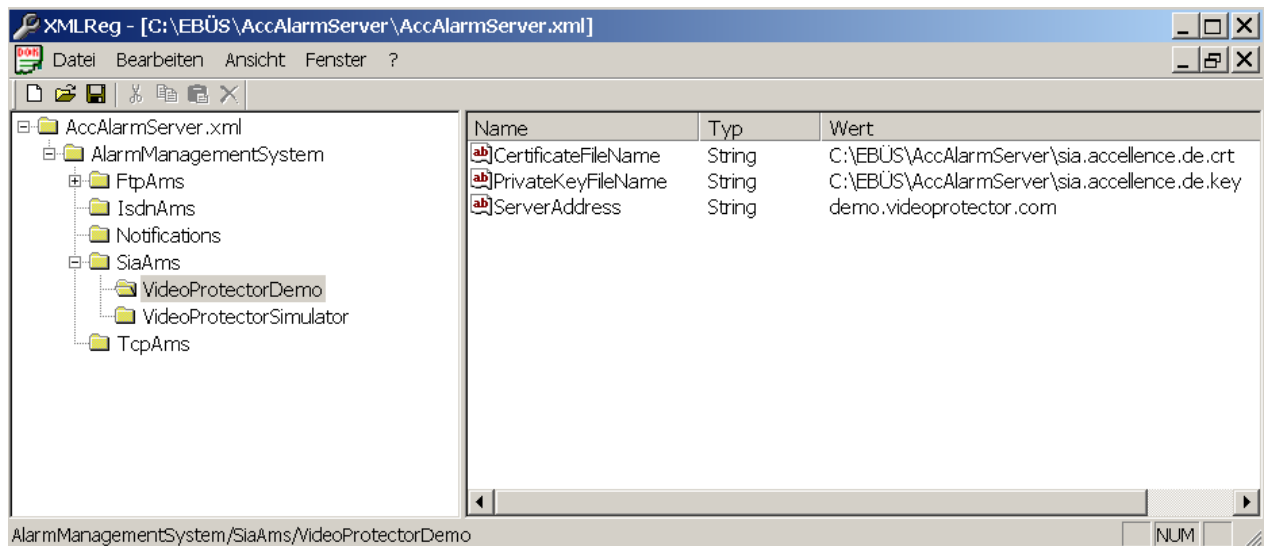 XMLReg - [C:\EBÜS\AccAlarmServer\AccAlarmServer.xml]
Datei Bearbeiten Ansicht Fenster ?
AccAlarmServer.xml
AlarmManagementSystem
FtpAms
IsdnAms
Notifications
SiaAms
VideoProtectorDemo
VideoProtectorSimulator
TcpAms
Name Typ Wert
CertificateFileName String C:\EBÜS\AccAlarmServer\sia.accellence.de.crt
PrivateKeyFileName String C:\EBÜS\AccAlarmServer\sia.accellence.de.key
ServerAddress String demo.videoprotector.com
AlarmManagementSystem/SiaAms/VideoProtectorDemo NUM